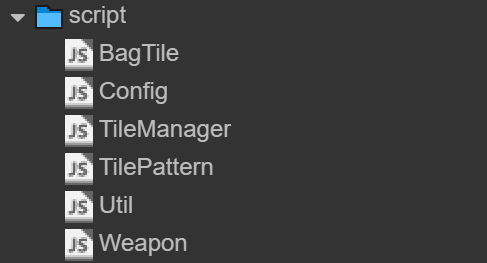 script
JS BagTile
JS Config
JS TileManager
JS TilePattern
JS Util
JS Weapon